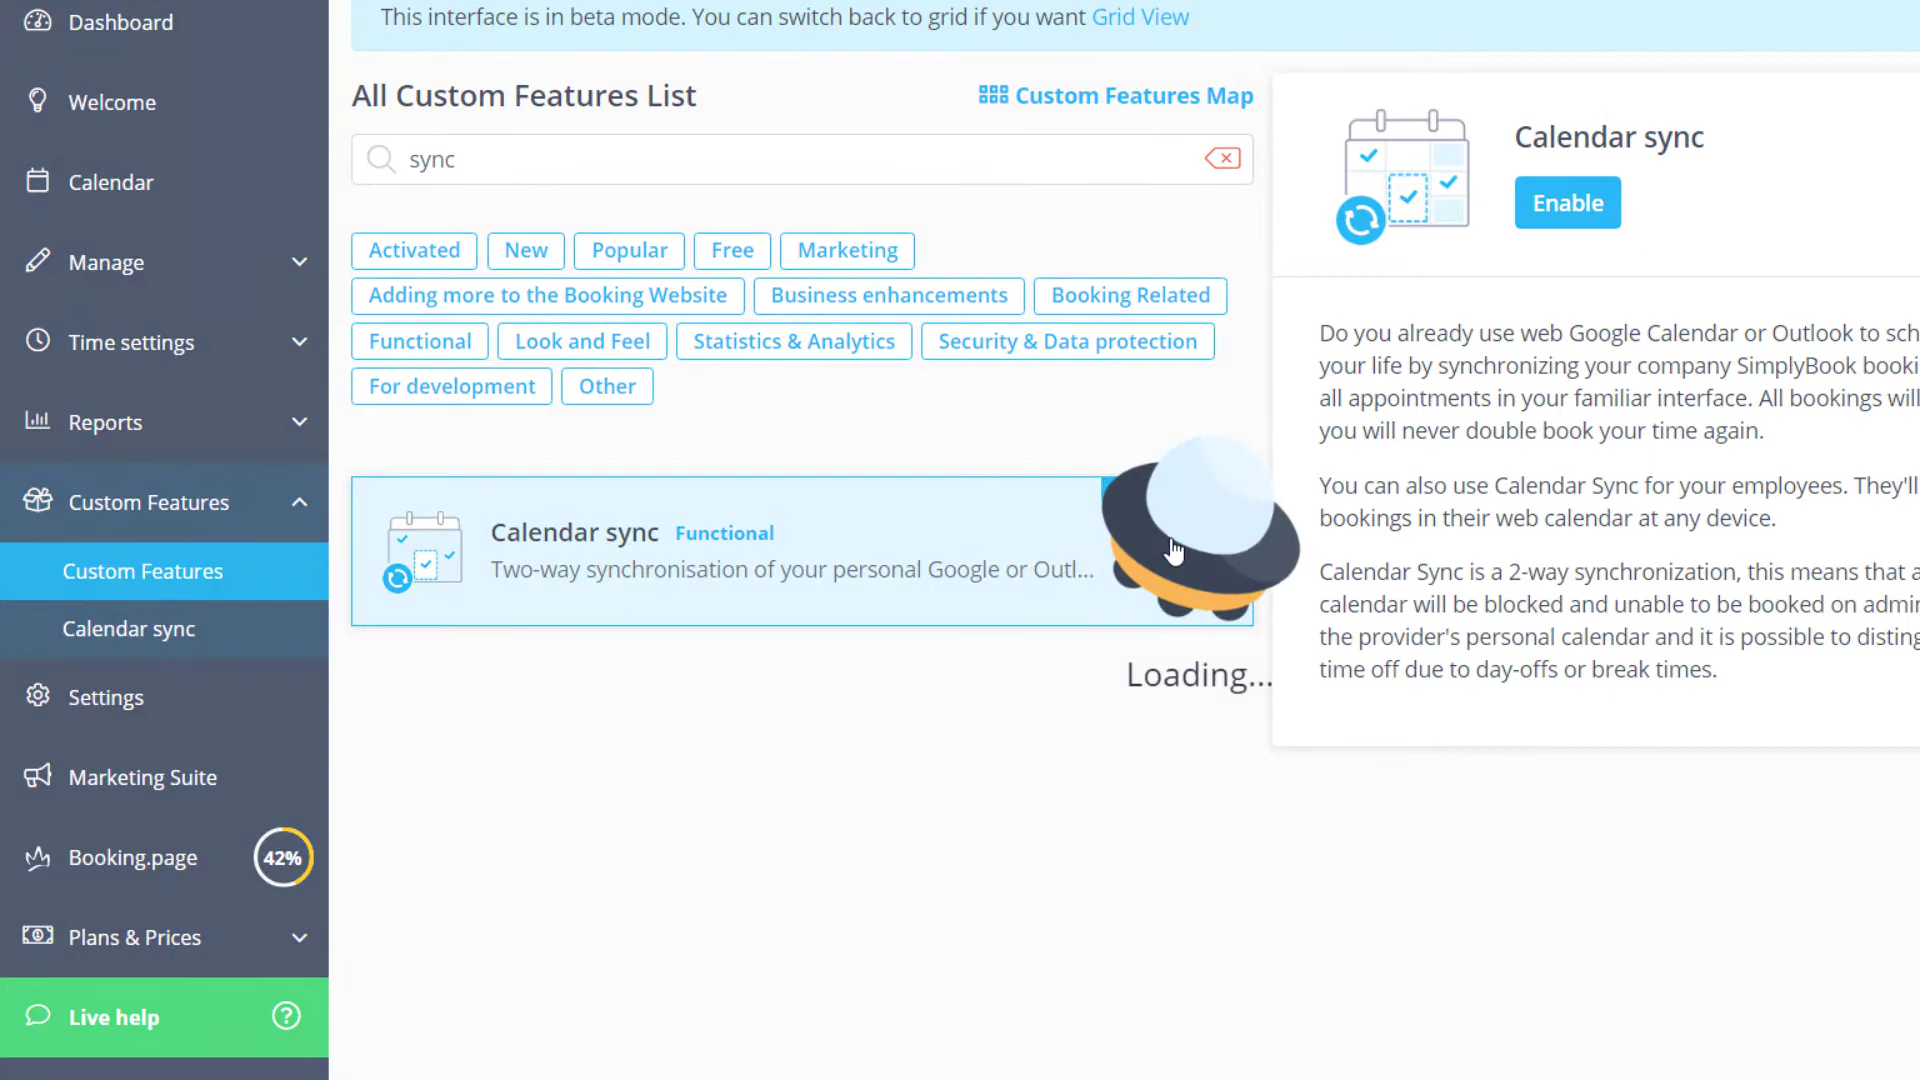 Dashboard
Welcome
Calendar
Manage
Time settings
Reports
Custom Features
Custom Features
Calendar sync
Settings
Marketing Suite
Booking.page
42%
Plans & Prices
Live help
?
This interface is in beta mode. You can switch back to grid if you want Grid View
All Custom Features List
Custom Features Map
sync
Activated
New
Popular
Free
Marketing
Adding more to the Booking Website
Business enhancements
Booking Related
Functional
Look and Feel
Statistics & Analytics
Security & Data protection
For development
Other
Calendar sync Functional
Two-way synchronisation of your personal Google or Outl...
Loading...
Calendar sync
Enable
Do you already use web Google Calendar or Outlook to sch
your life by synchronizing your company SimplyBook booki
all appointments in your familiar interface. All bookings will
you will never double book your time again.
You can also use Calendar Sync for your employees. They'll
bookings in their web calendar at any device.
Calendar Sync is a 2-way synchronization, this means that a
calendar will be blocked and unable to be booked on admin
the provider's personal calendar and it is possible to disting
time off due to day-offs or break times.